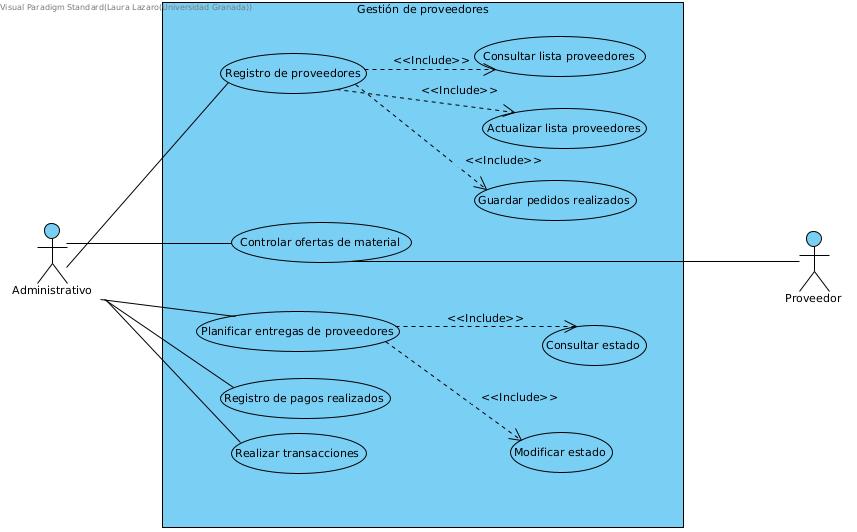 Visual Paradigm Standard(Laura Lazaro(Universidad Granada))
Gestión de proveedores
Registro de proveedores
<<Include>>
Consultar lista proveedores
<<Include>>
Actualizar lista proveedores
<<Include>>
Guardar pedidos realizados
Controlar ofertas de material
Administrativo
Proveedor
Planificar entregas de proveedores
<<Include>>
Consultar estado
Registro de pagos realizados
<<Include>>
Realizar transacciones
Modificar estado